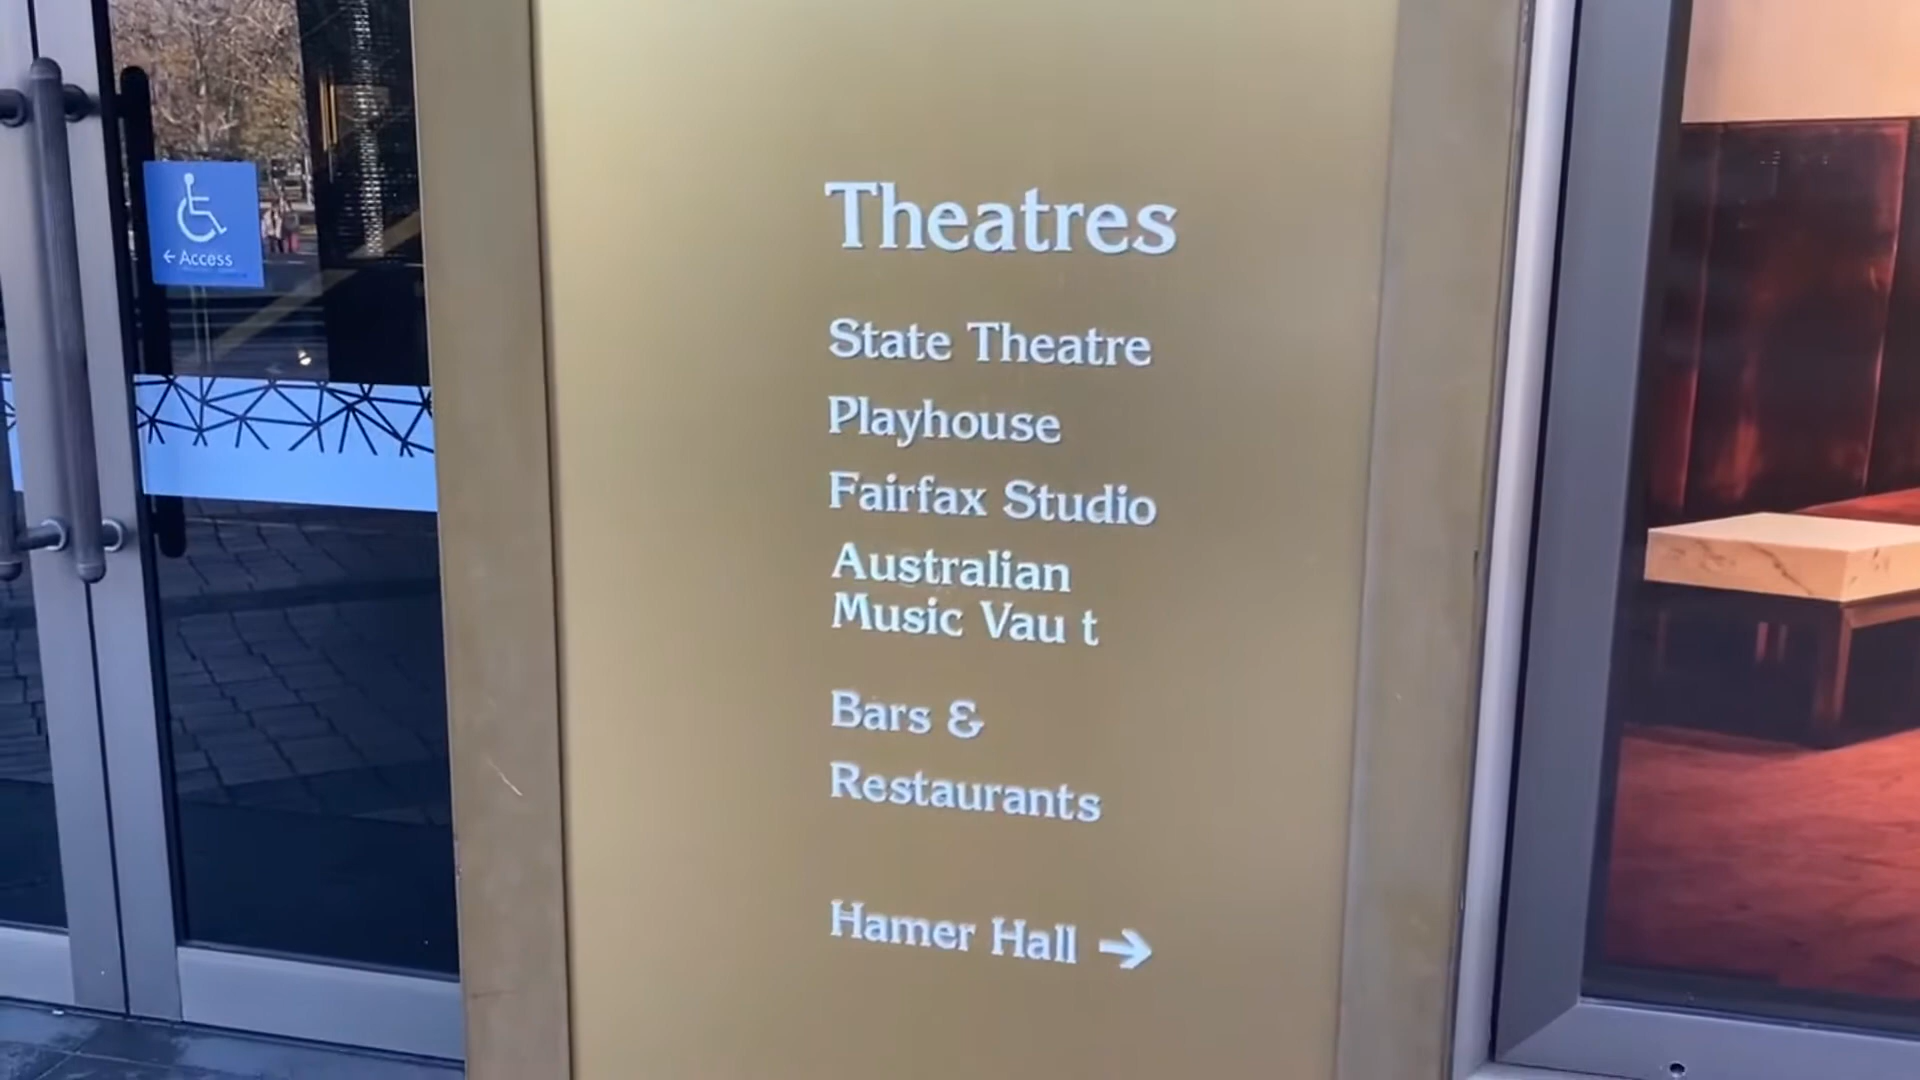 ← Access
Theatres
State Theatre
Playhouse
Fairfax Studio
Australian
Music Vau t
Bars &
Restaurants
Hamer Hall →